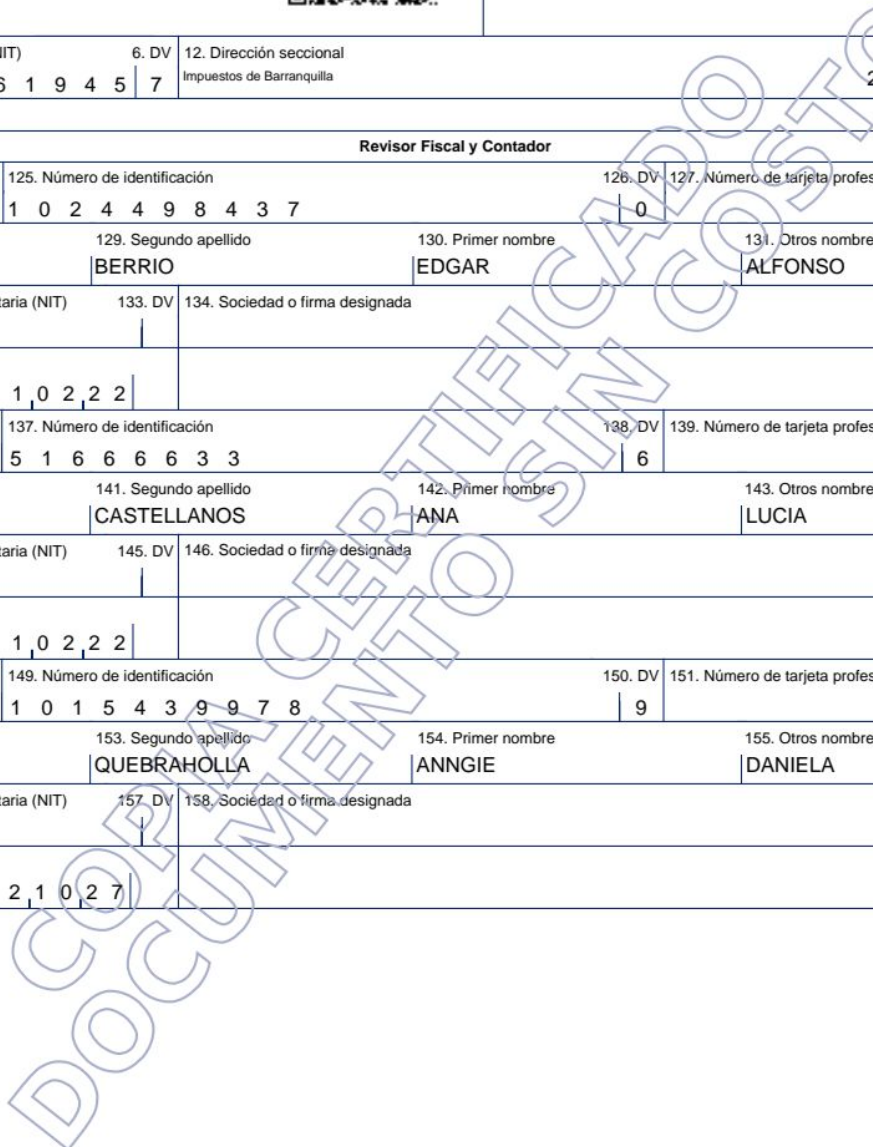 IIT) 6. DV 12. Dirección seccional
6 1 9 4 5 7 Impuestos de Barranquilla 2
Revisor Fiscal y Contador
125. Número de identificación 126. DV 127. Número de tarjeta profes
1 0 2 4 4 9 8 4 3 7 0
129. Segundo apellido 130. Primer nombre 131. Otros nombre
BERRIO EDGAR ALFONSO
taria (NIT) 133. DV 134. Sociedad o firma designada
1 0 2 2 2
137. Número de identificación 138. DV 139. Número de tarjeta profes
5 1 6 6 6 6 3 3 6
141. Segundo apellido 142. Primer nombre 143. Otros nombre
CASTELLANOS ANA LUCIA
taria (NIT) 145. DV 146. Sociedad o firma designada
1 0 2 2 2
149. Número de identificación 150. DV 151. Número de tarjeta profes
1 0 1 5 4 3 9 9 7 8 9
153. Segundo apellido 154. Primer nombre 155. Otros nombre
QUEBRAHOLLA ANNGIE DANIELA
taria (NIT) 157. DV 158. Sociedad o firma designada
2 1 0 2 7
COPIA CERTIFICADO
DOCUMENTO SIN COSTO